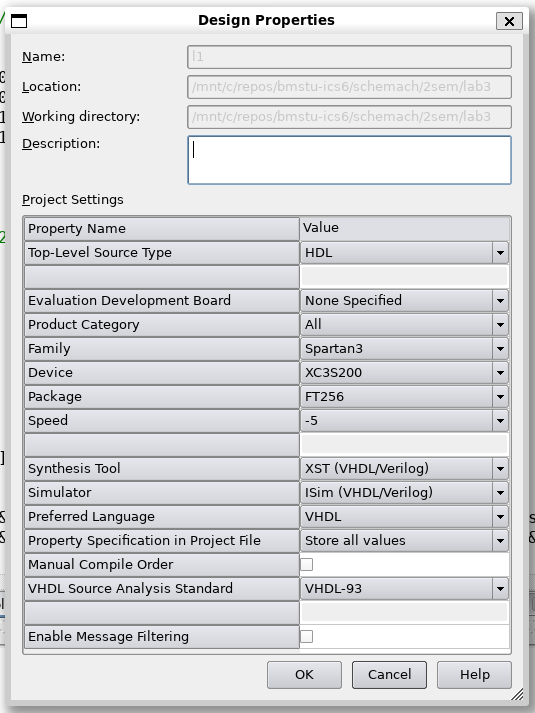 Design Properties
Name: l1
Location: /mnt/c/repos/bmstu-ics6/schemach/2sem/lab3
Working directory: /mnt/c/repos/bmstu-ics6/schemach/2sem/lab3
Description:
Project Settings
Property Name Value
Top-Level Source Type HDL
Evaluation Development Board None Specified
Product Category All
Family Spartan3
Device XC3S200
Package FT256
Speed -5
Synthesis Tool XST (VHDL/Verilog)
Simulator ISim (VHDL/Verilog)
Preferred Language VHDL
Property Specification in Project File Store all values
Manual Compile Order
VHDL Source Analysis Standard VHDL-93
Enable Message Filtering
OK Cancel Help